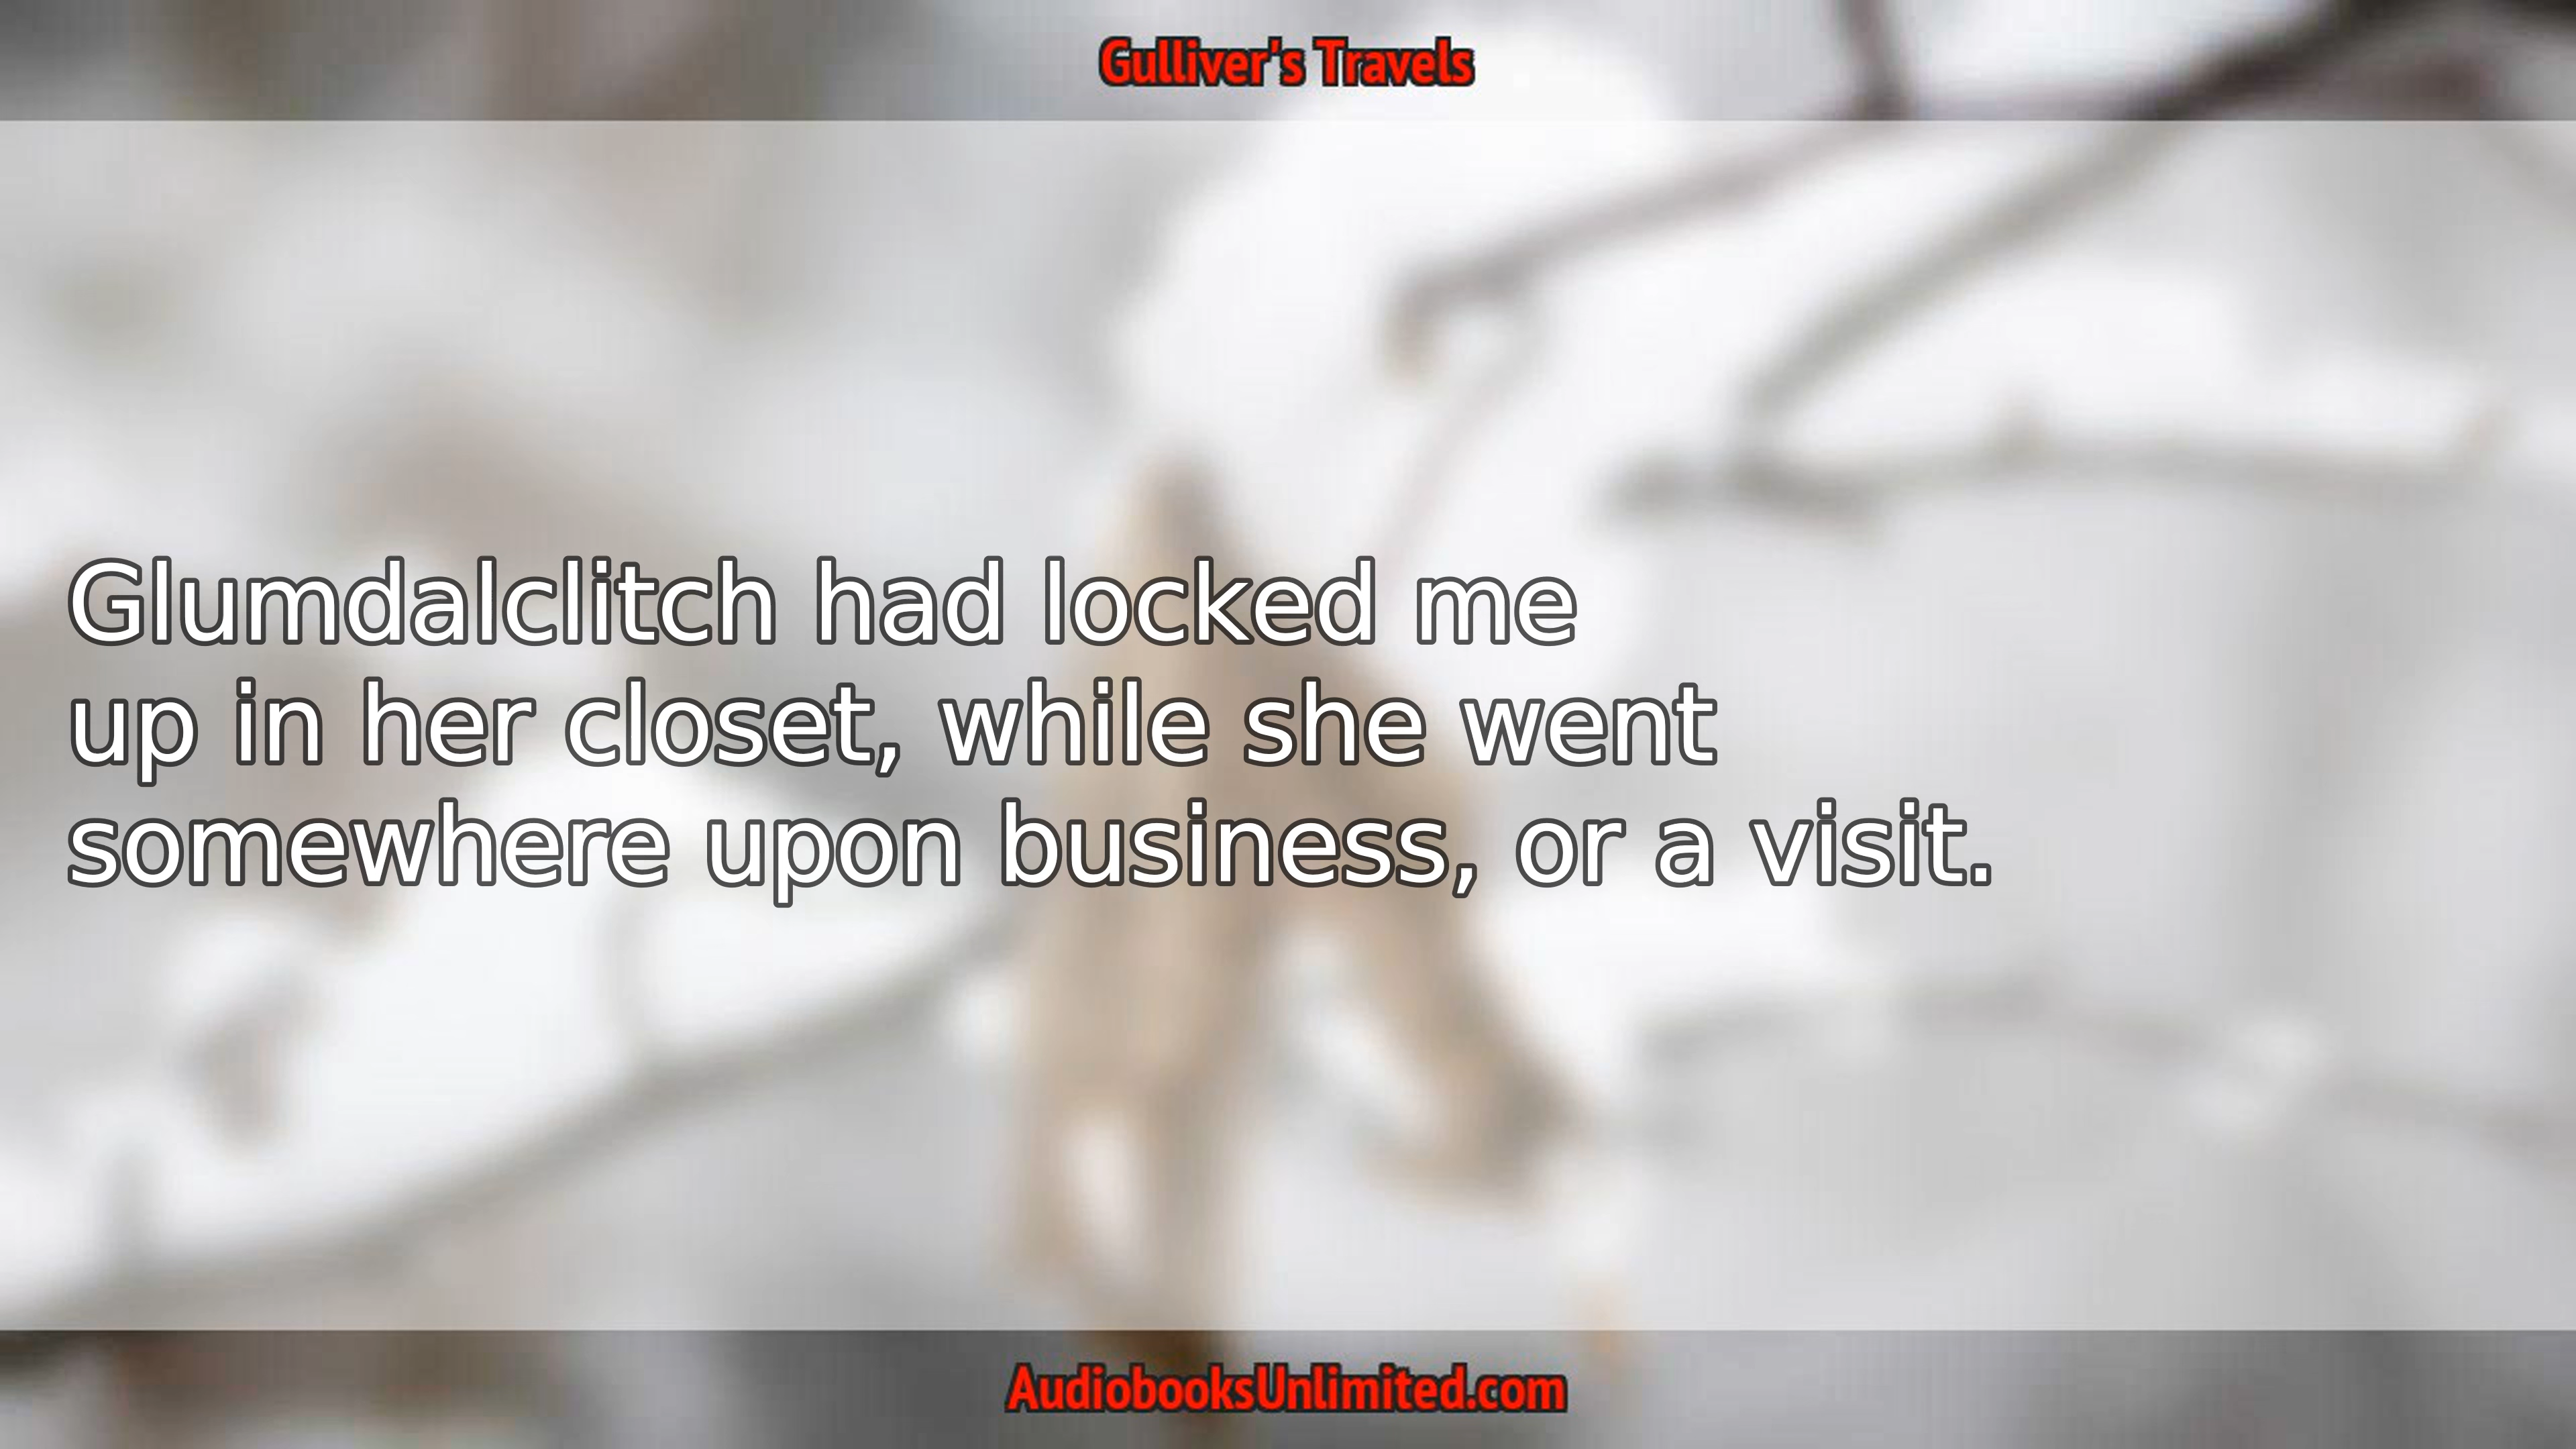 Gulliver's Travels
Glumdalclitch had locked me
up in her closet, while she went
somewhere upon business, or a visit.
AudiobooksUnlimited.com